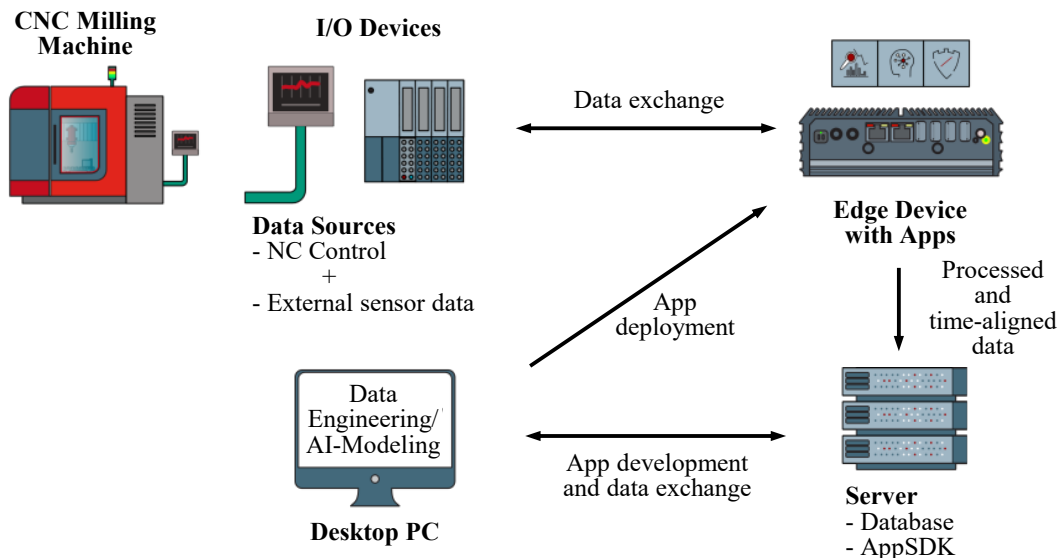 CNC Milling
Machine
I/O Devices
Data exchange
Data Sources
- NC Control
+
- External sensor data
Edge Device
with Apps
App
deployment
Processed
and
time-aligned
data
Data
Engineering/
AI-Modeling
Desktop PC
App development
and data exchange
Server
- Database
- AppSDK